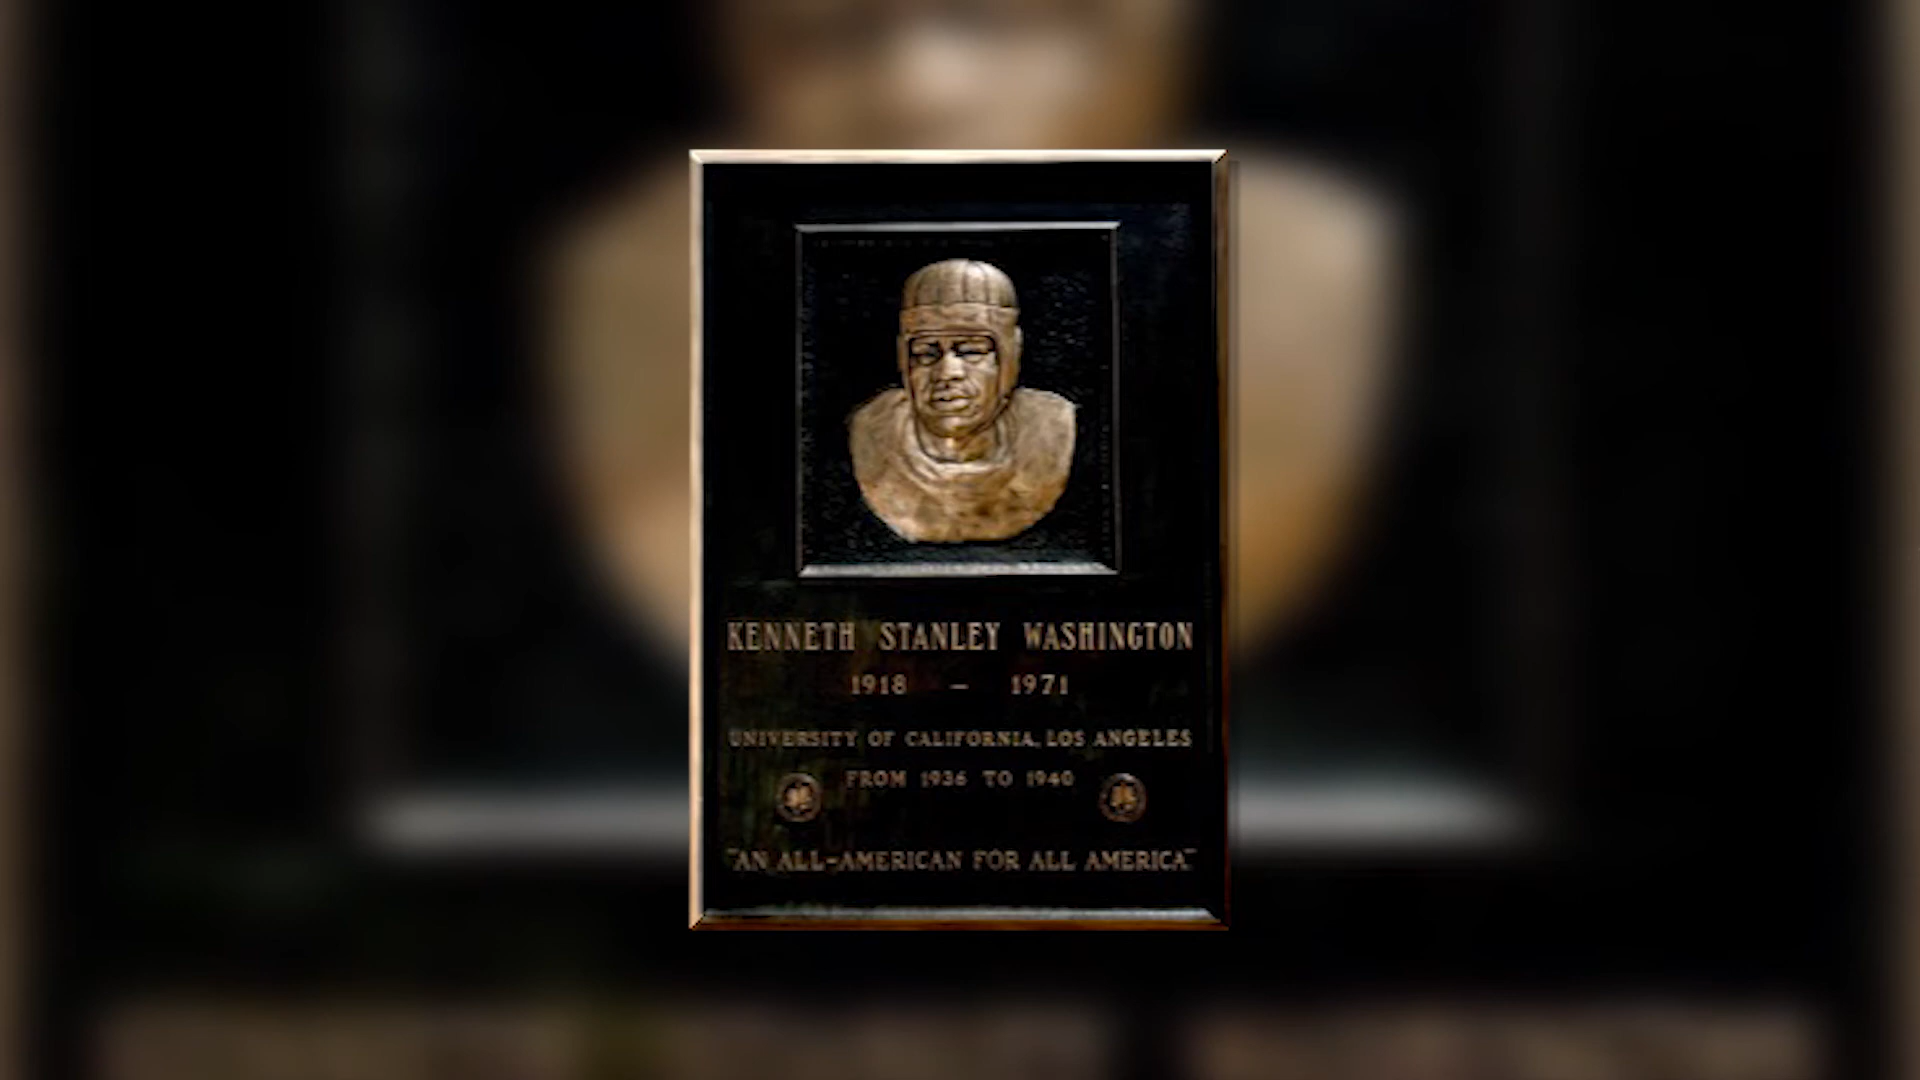 KENNETH STANLEY WASHINGTON
1918 – 1971
UNIVERSITY OF CALIFORNIA, LOS ANGELES
FROM 1936 TO 1940
"AN ALL-AMERICAN FOR ALL AMERICA"